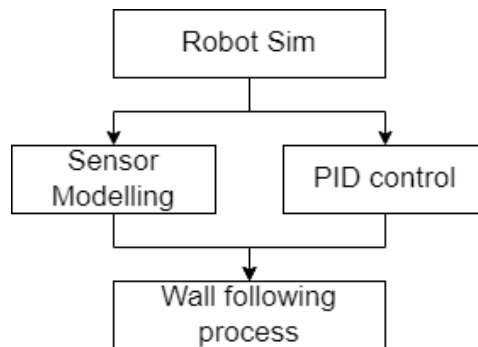 Robot Sim
Sensor
Modelling
PID control
Wall following
process